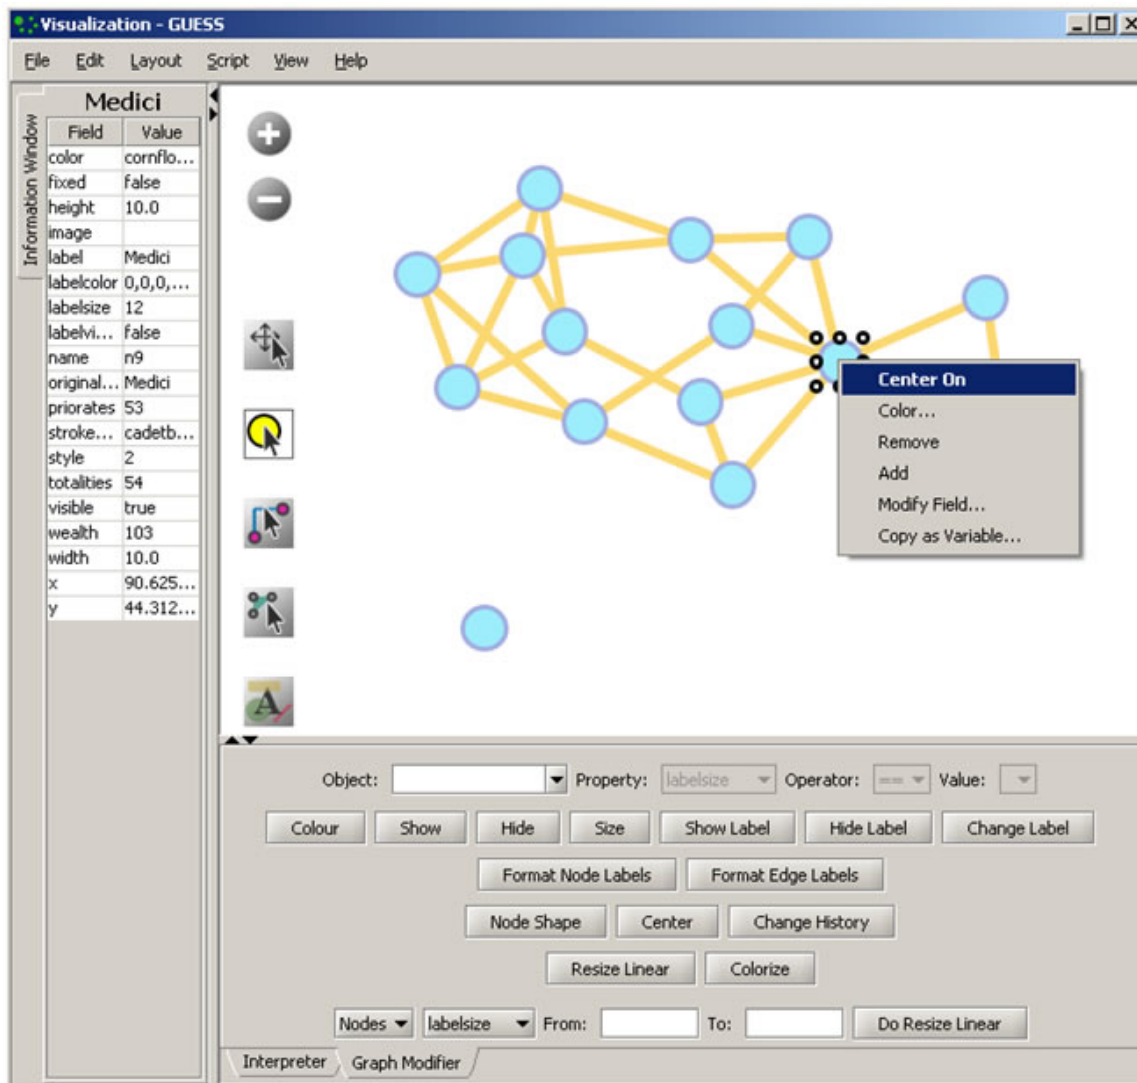 Visualization - GUESS
File Edit Layout Script View Help
Information Window
Medici
Field Value
color cornflo...
fixed false
height 10.0
image
label Medici
labelcolor 0,0,0,...
labelsize 12
labelvi... false
name n9
original... Medici
priorates 53
stroke... cadetb...
style 2
totalities 54
visible true
wealth 103
width 10.0
x 90.625...
y 44.312...
A
Center On
Color...
Remove
Add
Modify Field...
Copy as Variable...
Object: Property: labelsize Operator: == Value:
Colour Show Hide Size Show Label Hide Label Change Label
Format Node Labels Format Edge Labels
Node Shape Center Change History
Resize Linear Colorize
Nodes labelsize From: To: Do Resize Linear
Interpreter Graph Modifier